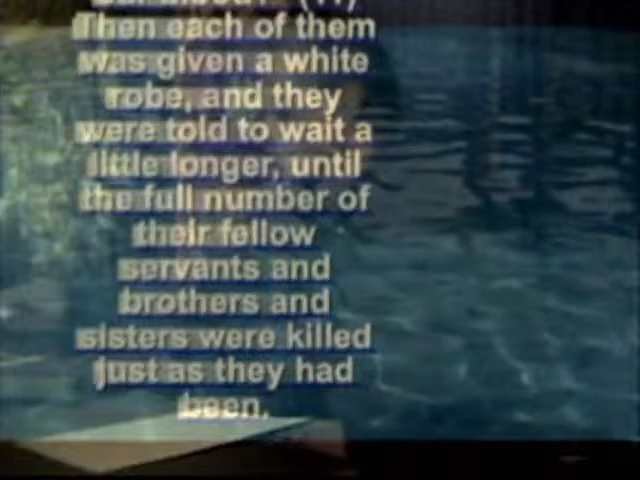 Then each of them
was given a white
robe, and they
were told to wait a
little longer, until
the full number of
their fellow
servants and
brothers and
sisters were killed
just as they had
been.